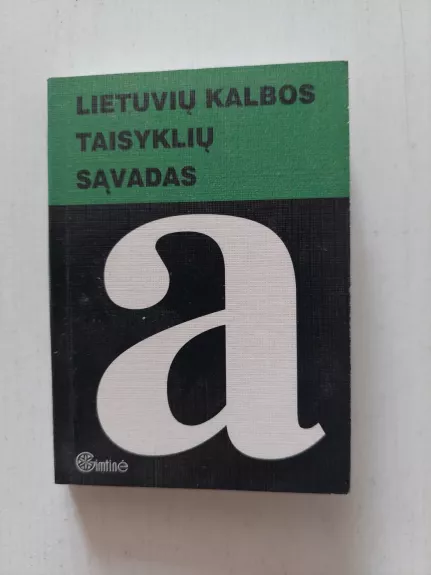 LIETUVIŲ KALBOS
TAISYKLIŲ
SĄVADAS
a
Gimtinė